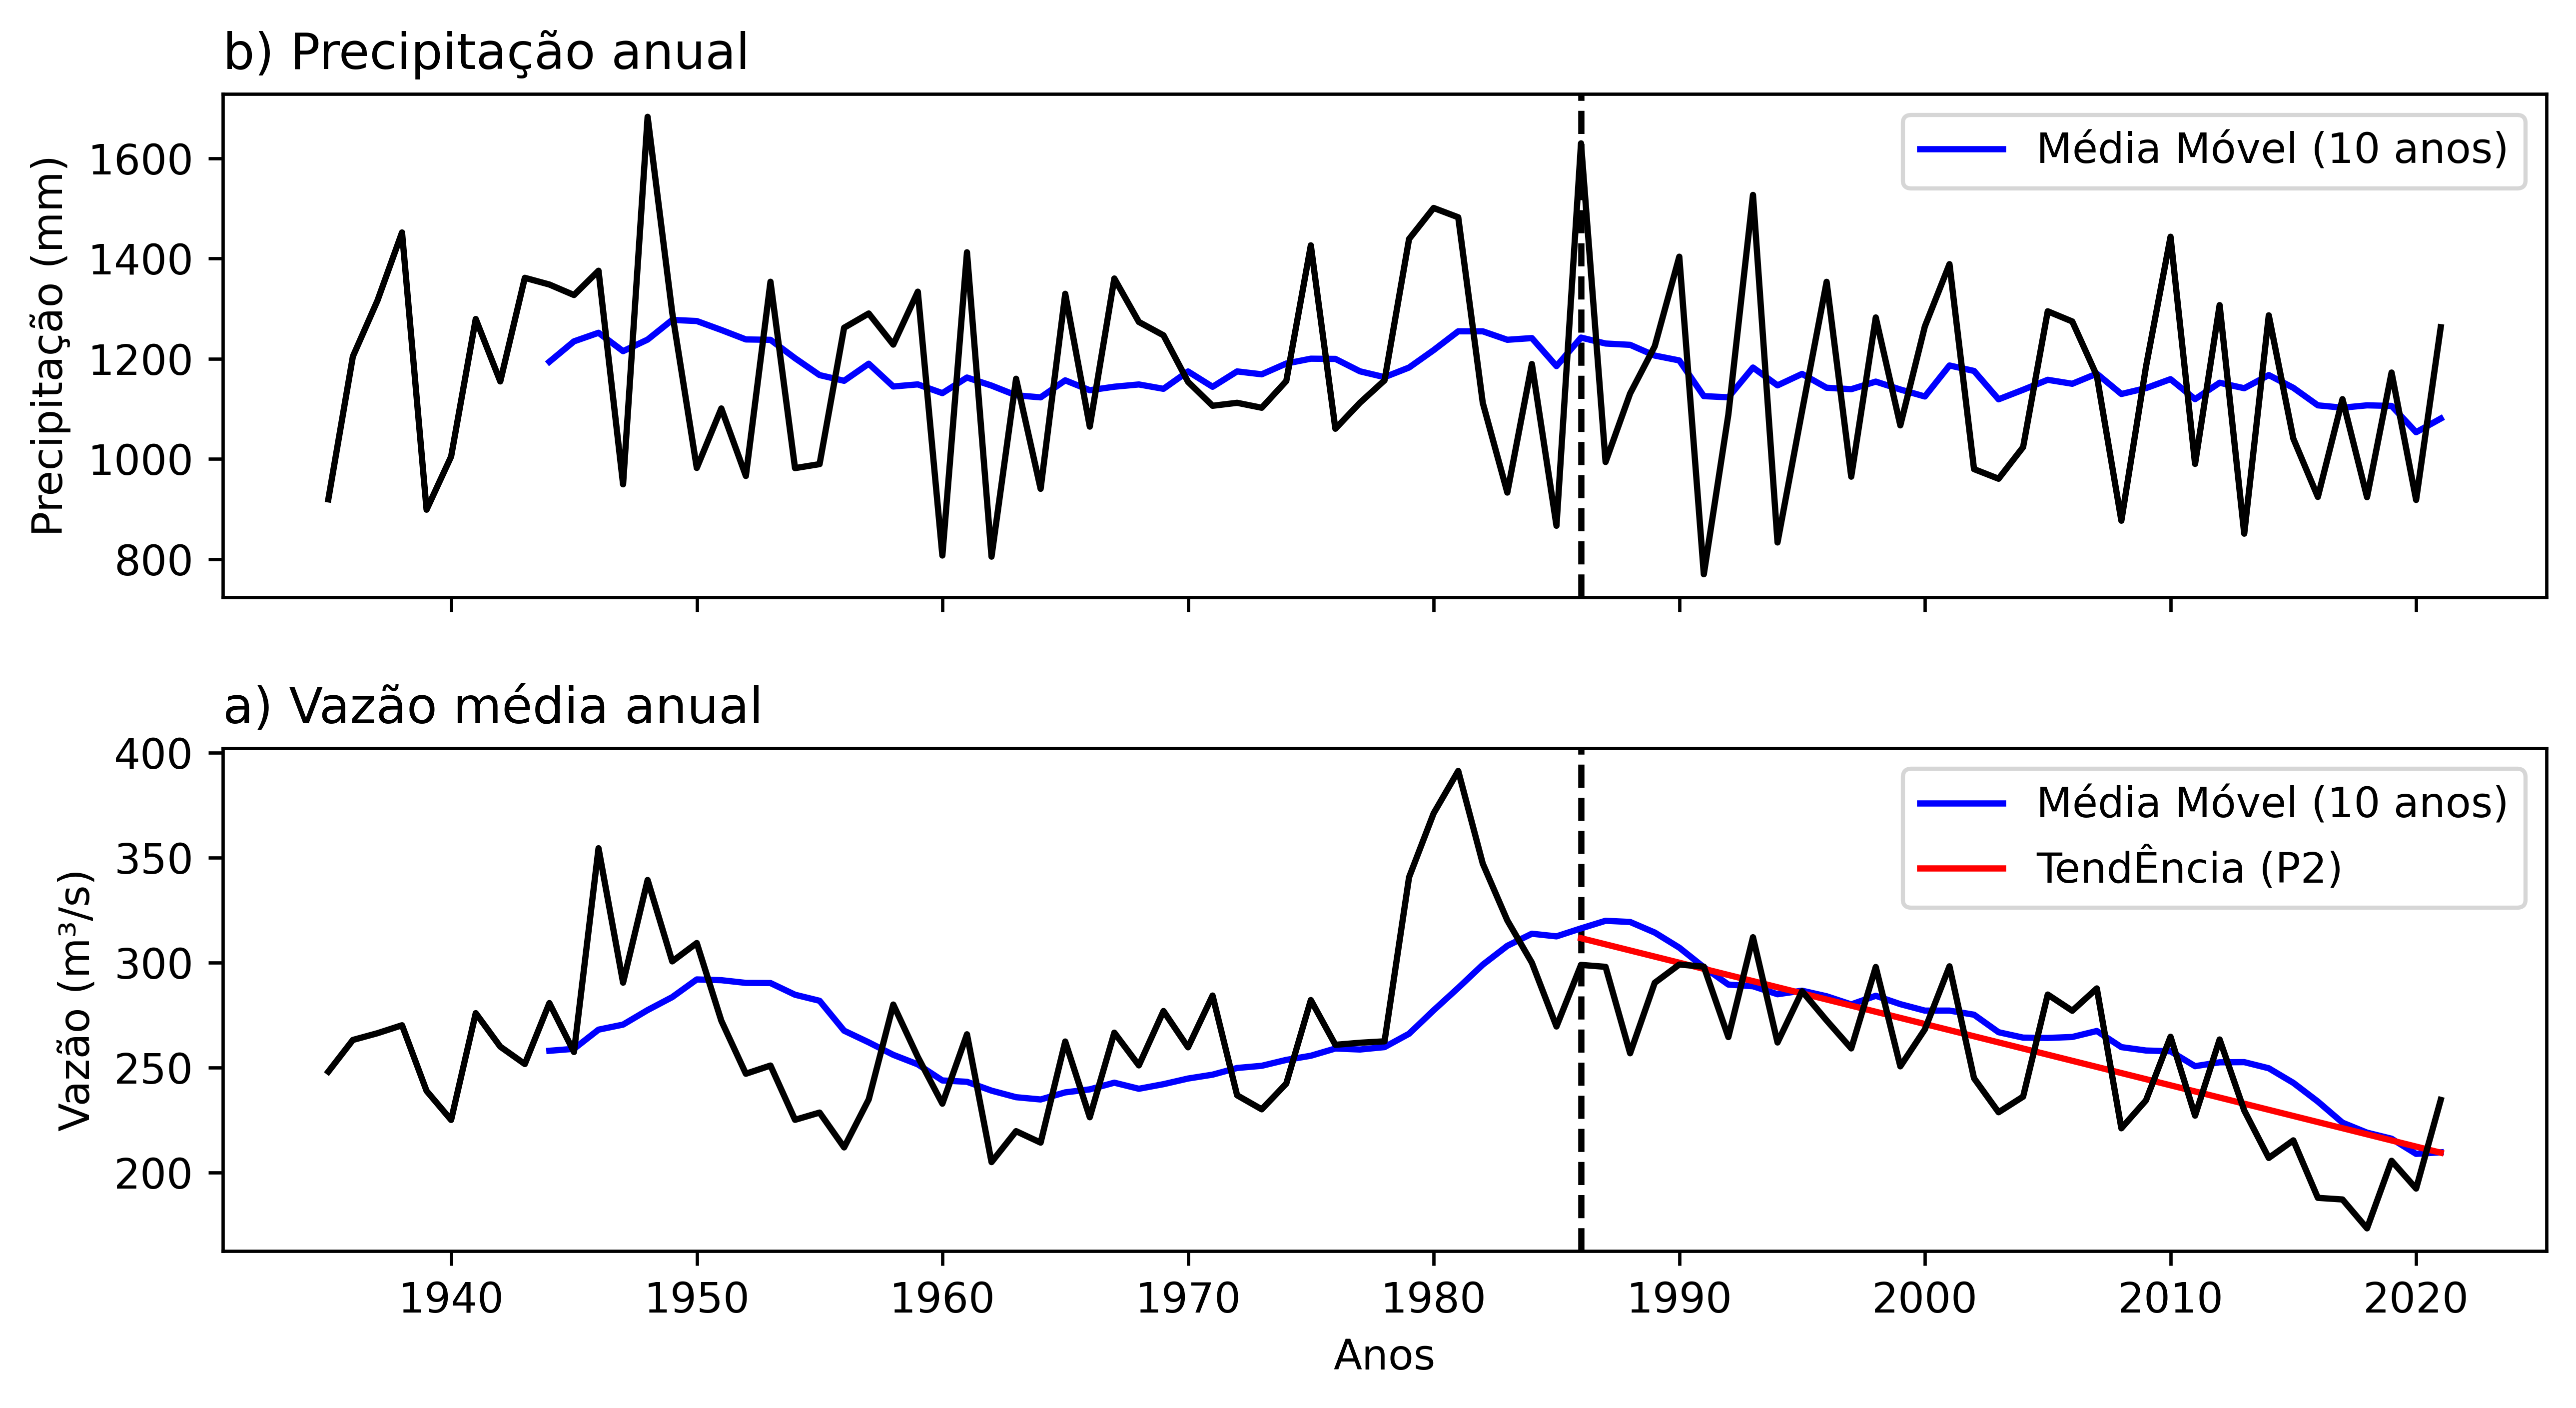 b) Precipitação anual
Precipitação (mm)
1600
1400
1200
1000
800
Média Móvel (10 anos)
a) Vazão média anual
Vazão (m³/s)
400
350
300
250
200
Média Móvel (10 anos)
TendÊncia (P2)
1940 1950 1960 1970 1980 1990 2000 2010 2020
Anos